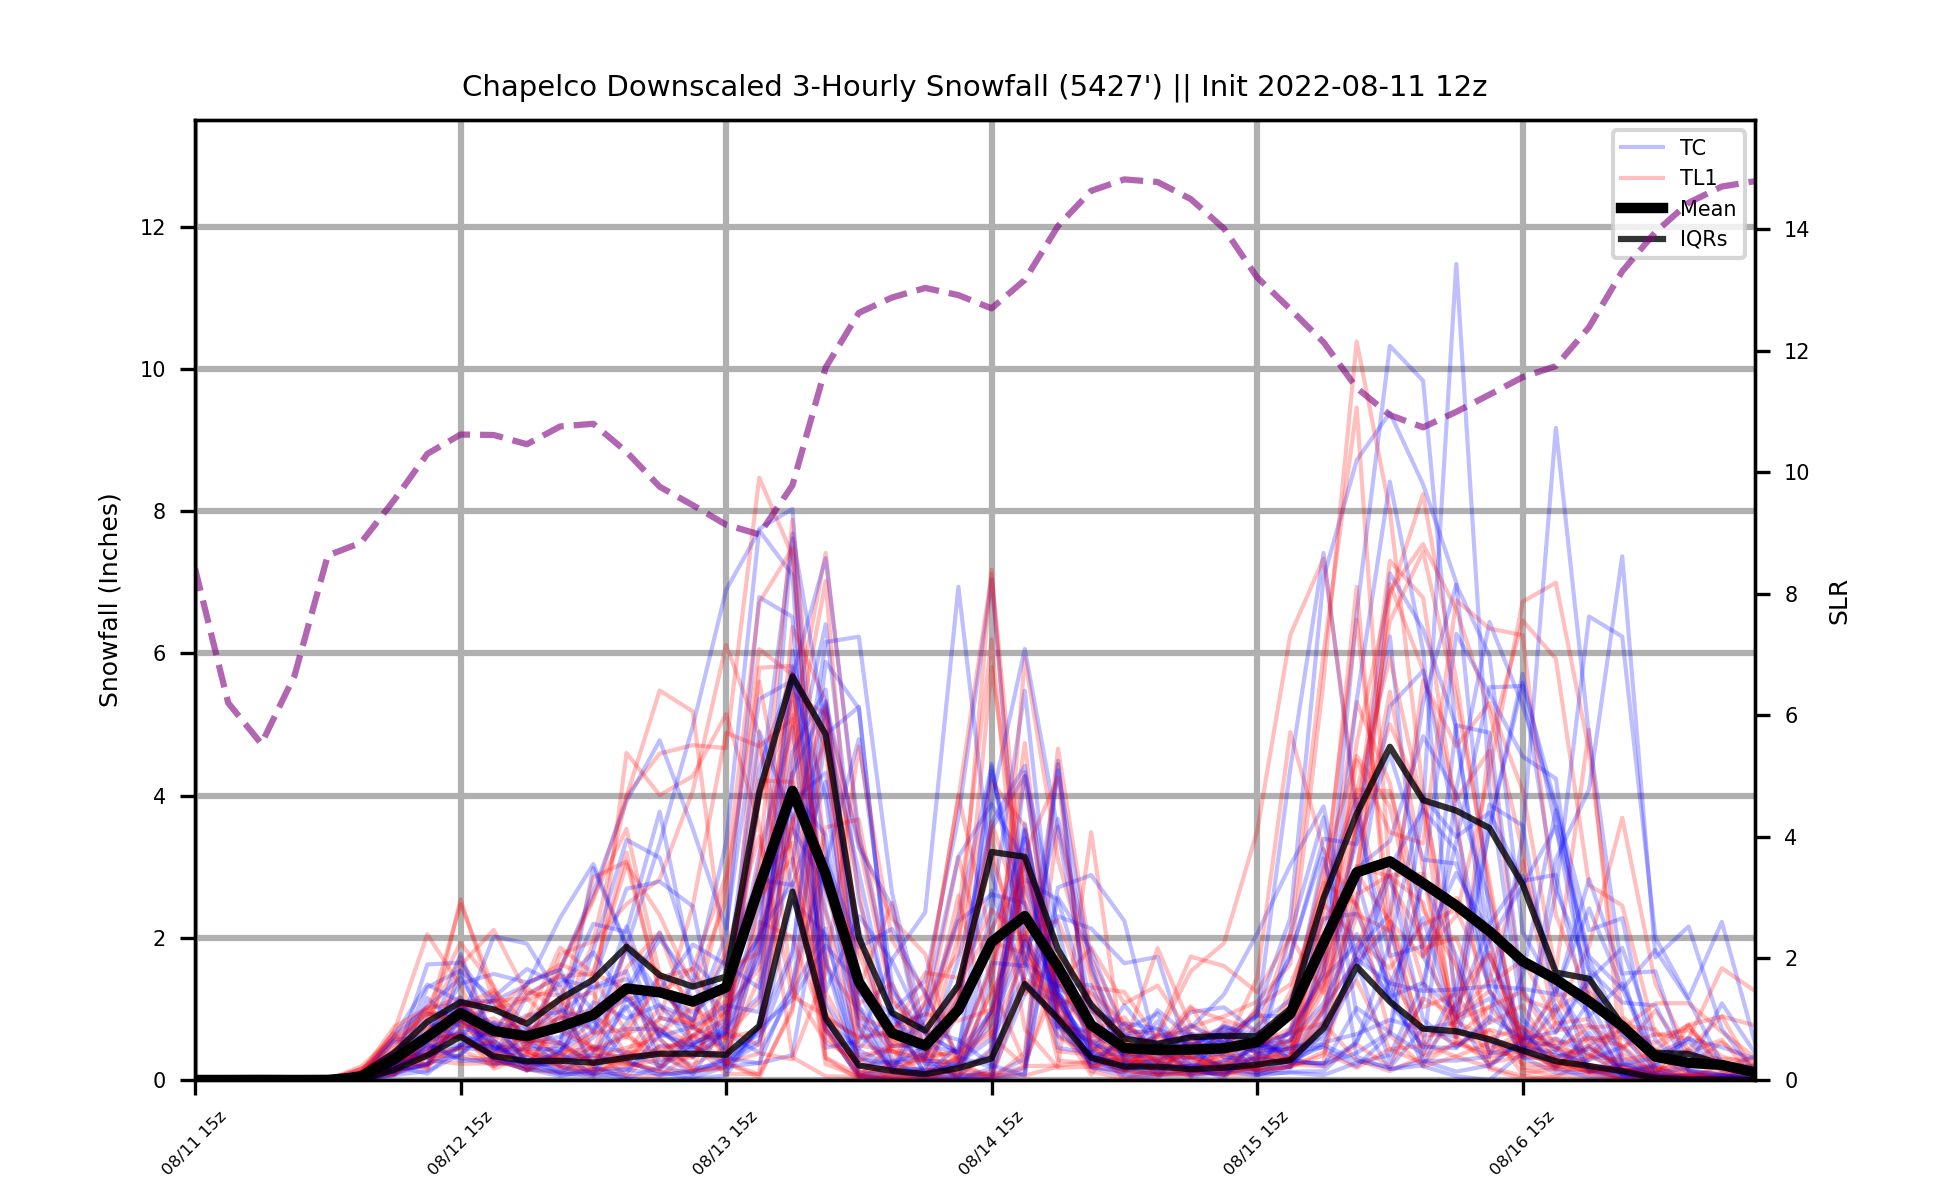 Chapelco Downscaled 3-Hourly Snowfall (5427') || Init 2022-08-11 12z
TC
TL1
Mean
IQRs
12
10
8
6
4
2
0
Snowfall (Inches)
14
12
10
8
6
4
2
0
SLR
08/11 15z
08/12 15z
08/13 15z
08/14 15z
08/15 15z
08/16 15z